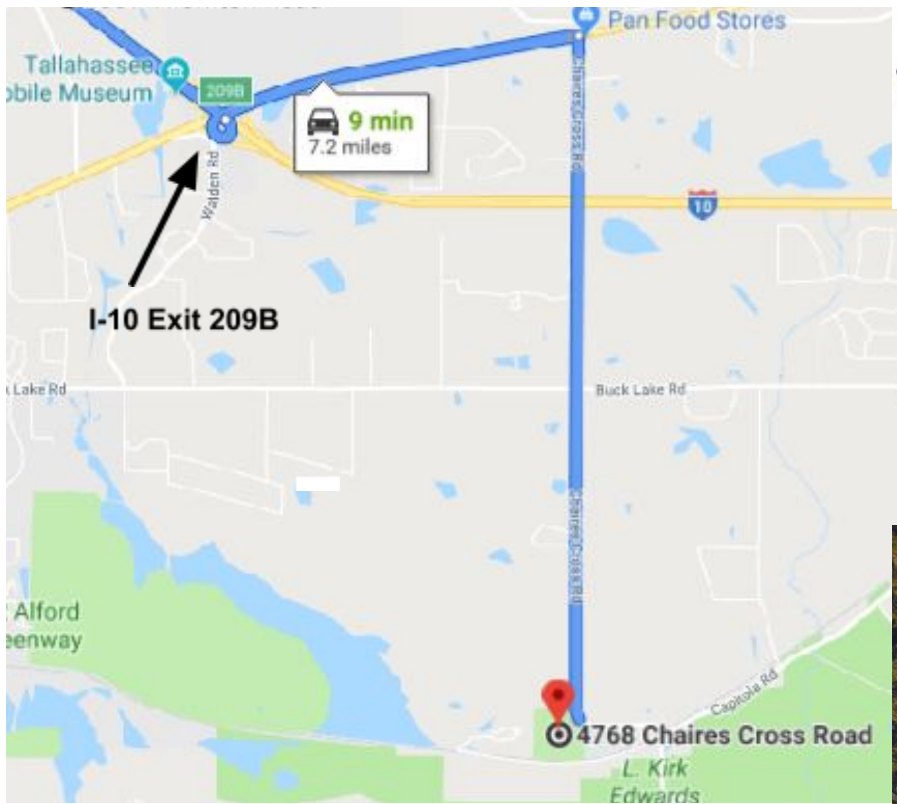 Pan Food Stores
Tallahassee
obile Museum
209B
9 min
7.2 miles
Chaires Cross Rd
Walden Rd
10
I-10 Exit 209B
Lake Rd
Buck Lake Rd
Chaires Cross Rd
Alford
eenway
Capitola Rd
4768 Chaires Cross Road
L. Kirk
Edwards